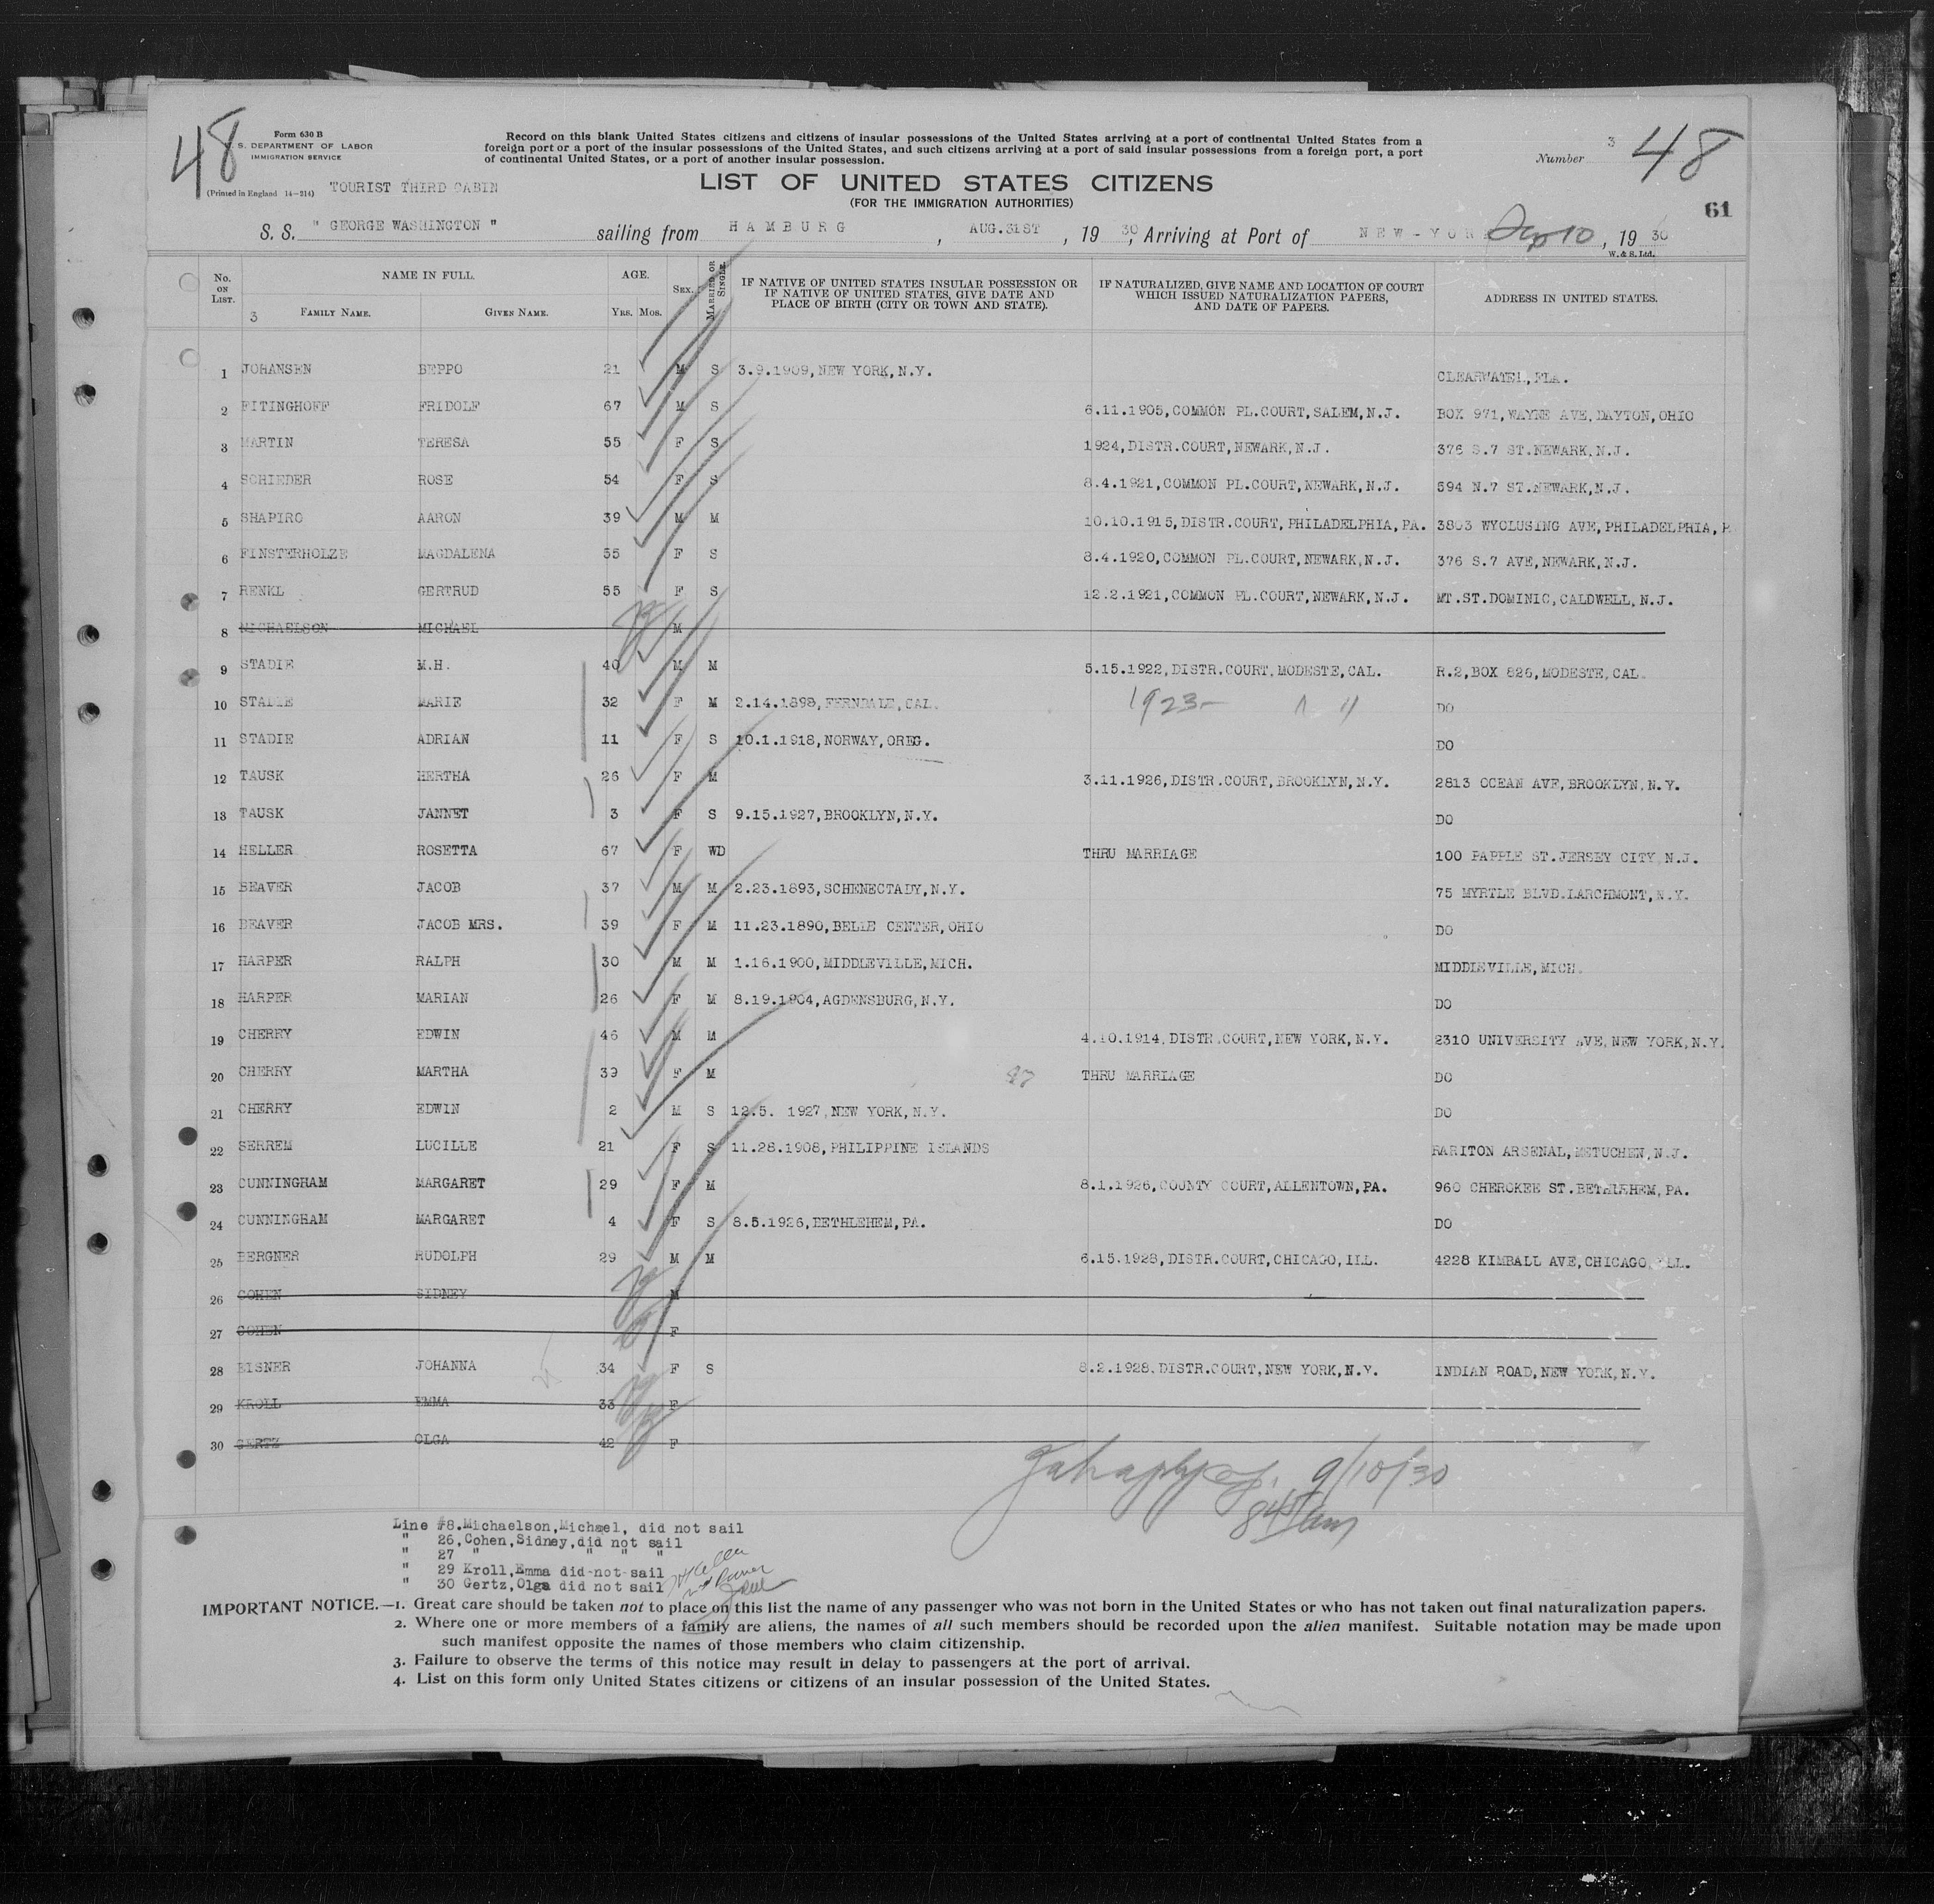 48
Form 630 B
S. DEPARTMENT OF LABOR
IMMIGRATION SERVICE
(Printed in England 14-214)
TOURIST THIRD CABIN
Record on this blank United States citizens and citizens of insular possessions of the United States arriving at a port of continental United States from a
foreign port or a port of the insular possessions of the United States, and such citizens arriving at a port of said insular possessions from a foreign port, a port
of continental United States, or a port of another insular possession.
Number 3 48
LIST OF UNITED STATES CITIZENS
(FOR THE IMMIGRATION AUTHORITIES)
61
S. S. " GEORGE WASHINGTON " sailing from HAMBURG, AUG.31ST, 1930, Arriving at Port of NEW-YORK Sep 10, 1930
W. & S. Ltd.
No. ON LIST. NAME IN FULL. AGE. SEX. MARRIED OR SINGLE. IF NATIVE OF UNITED STATES INSULAR POSSESSION OR IF NATIVE OF UNITED STATES, GIVE DATE AND PLACE OF BIRTH (CITY OR TOWN AND STATE). IF NATURALIZED, GIVE NAME AND LOCATION OF COURT WHICH ISSUED NATURALIZATION PAPERS, AND DATE OF PAPERS. ADDRESS IN UNITED STATES.
3 FAMILY NAME. GIVEN NAME. YRS. MOS.
1 JOHANSEN BEPPO 21 M S 3.9.1909, NEW YORK, N.Y. CLEARWATER, FLA.
2 FITINGHOFF FRIDOLF 67 M S 6.11.1905, COMMON PL.COURT, SALEM, N.J. BOX 971, WAYNE AVE, DAYTON, OHIO
3 MARTIN TERESA 55 F S 1924, DISTR.COURT, NEWARK, N.J. 376 S.7 ST.NEWARK, N.J.
4 SCHIEDER ROSE 54 F S 8.4.1921, COMMON PL.COURT, NEWARK, N.J. 594 N.7 ST.NEWARK, N.J.
5 SHAPIRO AARON 39 M M 10.10.1915, DISTR.COURT, PHILADELPHIA, PA. 3803 WYOLUSING AVE, PHILADELPHIA, P
6 FINSTERHOLZE MAGDALENA 55 F S 8.4.1920, COMMON PL.COURT, NEWARK, N.J. 376 S.7 AVE, NEWARK, N.J.
7 RENKL GERTRUD 55 F S 12.2.1921, COMMON PL.COURT, NEWARK, N.J. MT.ST.DOMINIC, CALDWELL, N.J.
8 MICHAELSON MICHAEL M
9 STADIE M.H. 40 M M 5.15.1922, DISTR.COURT, MODESTE, CAL. R.2, BOX 826, MODESTE, CAL.
10 STADIE MARIE 32 F M 2.14.1898, FERNDALE, CAL. 1923- " " DO
11 STADIE ADRIAN 11 F S 10.1.1918, NORWAY, OREG. DO
12 TAUSK HERTHA 26 F M 3.11.1926, DISTR.COURT, BROOKLYN, N.Y. 2813 OCEAN AVE, BROOKLYN, N.Y.
13 TAUSK JANNET 3 F S 9.15.1927, BROOKLYN, N.Y. DO
14 HELLER ROSETTA 67 F WD THRU MARRIAGE 100 PAPPLE ST.JERSEY CITY N.J.
15 BEAVER JACOB 37 M M 2.23.1893, SCHENECTADY, N.Y. 75 MYRTLE BLVD.LARCHMONT, N.Y.
16 BEAVER JACOB MRS. 39 F M 11.23.1890, BELLE CENTER, OHIO DO
17 HARPER RALPH 30 M M 1.16.1900, MIDDLEVILLE, MICH. MIDDLEVILLE, MICH.
18 HARPER MARIAN 26 F M 8.19.1904, AGDENSBURG, N.Y. DO
19 CHERRY EDWIN 46 M M 4.10.1914, DISTR.COURT, NEW YORK, N.Y. 2310 UNIVERSITY AVE, NEW YORK, N.Y.
20 CHERRY MARTHA 39 F M THRU MARRIAGE DO
21 CHERRY EDWIN 2 M S 12.5. 1927, NEW YORK, N.Y. DO
22 SERREM LUCILLE 21 F S 11.28.1908, PHILIPPINE ISLANDS RARITON ARSENAL, METUCHEN, N.J.
23 CUNNINGHAM MARGARET 29 F M 8.1.1926, COUNTY COURT, ALLENTOWN, PA. 960 CHEROKEE ST.BETHLEHEM, PA.
24 CUNNINGHAM MARGARET 4 F S 8.5.1926, BETHLEHEM, PA. DO
25 BERGNER RUDOLPH 29 M M 6.15.1928, DISTR.COURT, CHICAGO, ILL. 4228 KIMBALL AVE, CHICAGO, ILL.
26 COHEN SIDNEY M
27 COHEN F
28 EISNER JOHANNA 34 F S 8.2.1928, DISTR.COURT, NEW YORK, N.Y. INDIAN ROAD, NEW YORK, N.Y.
29 KROLL EMMA 33 F
30 GERTZ OLGA 42 F
9/10/30
Line #8.Michaelson, Michael, did not sail
" 26, Cohen, Sidney, did not sail
" 27 " " " "
" 29 Kroll, Emma did-not-sail
" 30 Gertz, Olga did not sail
IMPORTANT NOTICE.—1. Great care should be taken not to place on this list the name of any passenger who was not born in the United States or who has not taken out final naturalization papers.
2. Where one or more members of a family are aliens, the names of all such members should be recorded upon the alien manifest. Suitable notation may be made upon
such manifest opposite the names of those members who claim citizenship.
3. Failure to observe the terms of this notice may result in delay to passengers at the port of arrival.
4. List on this form only United States citizens or citizens of an insular possession of the United States.